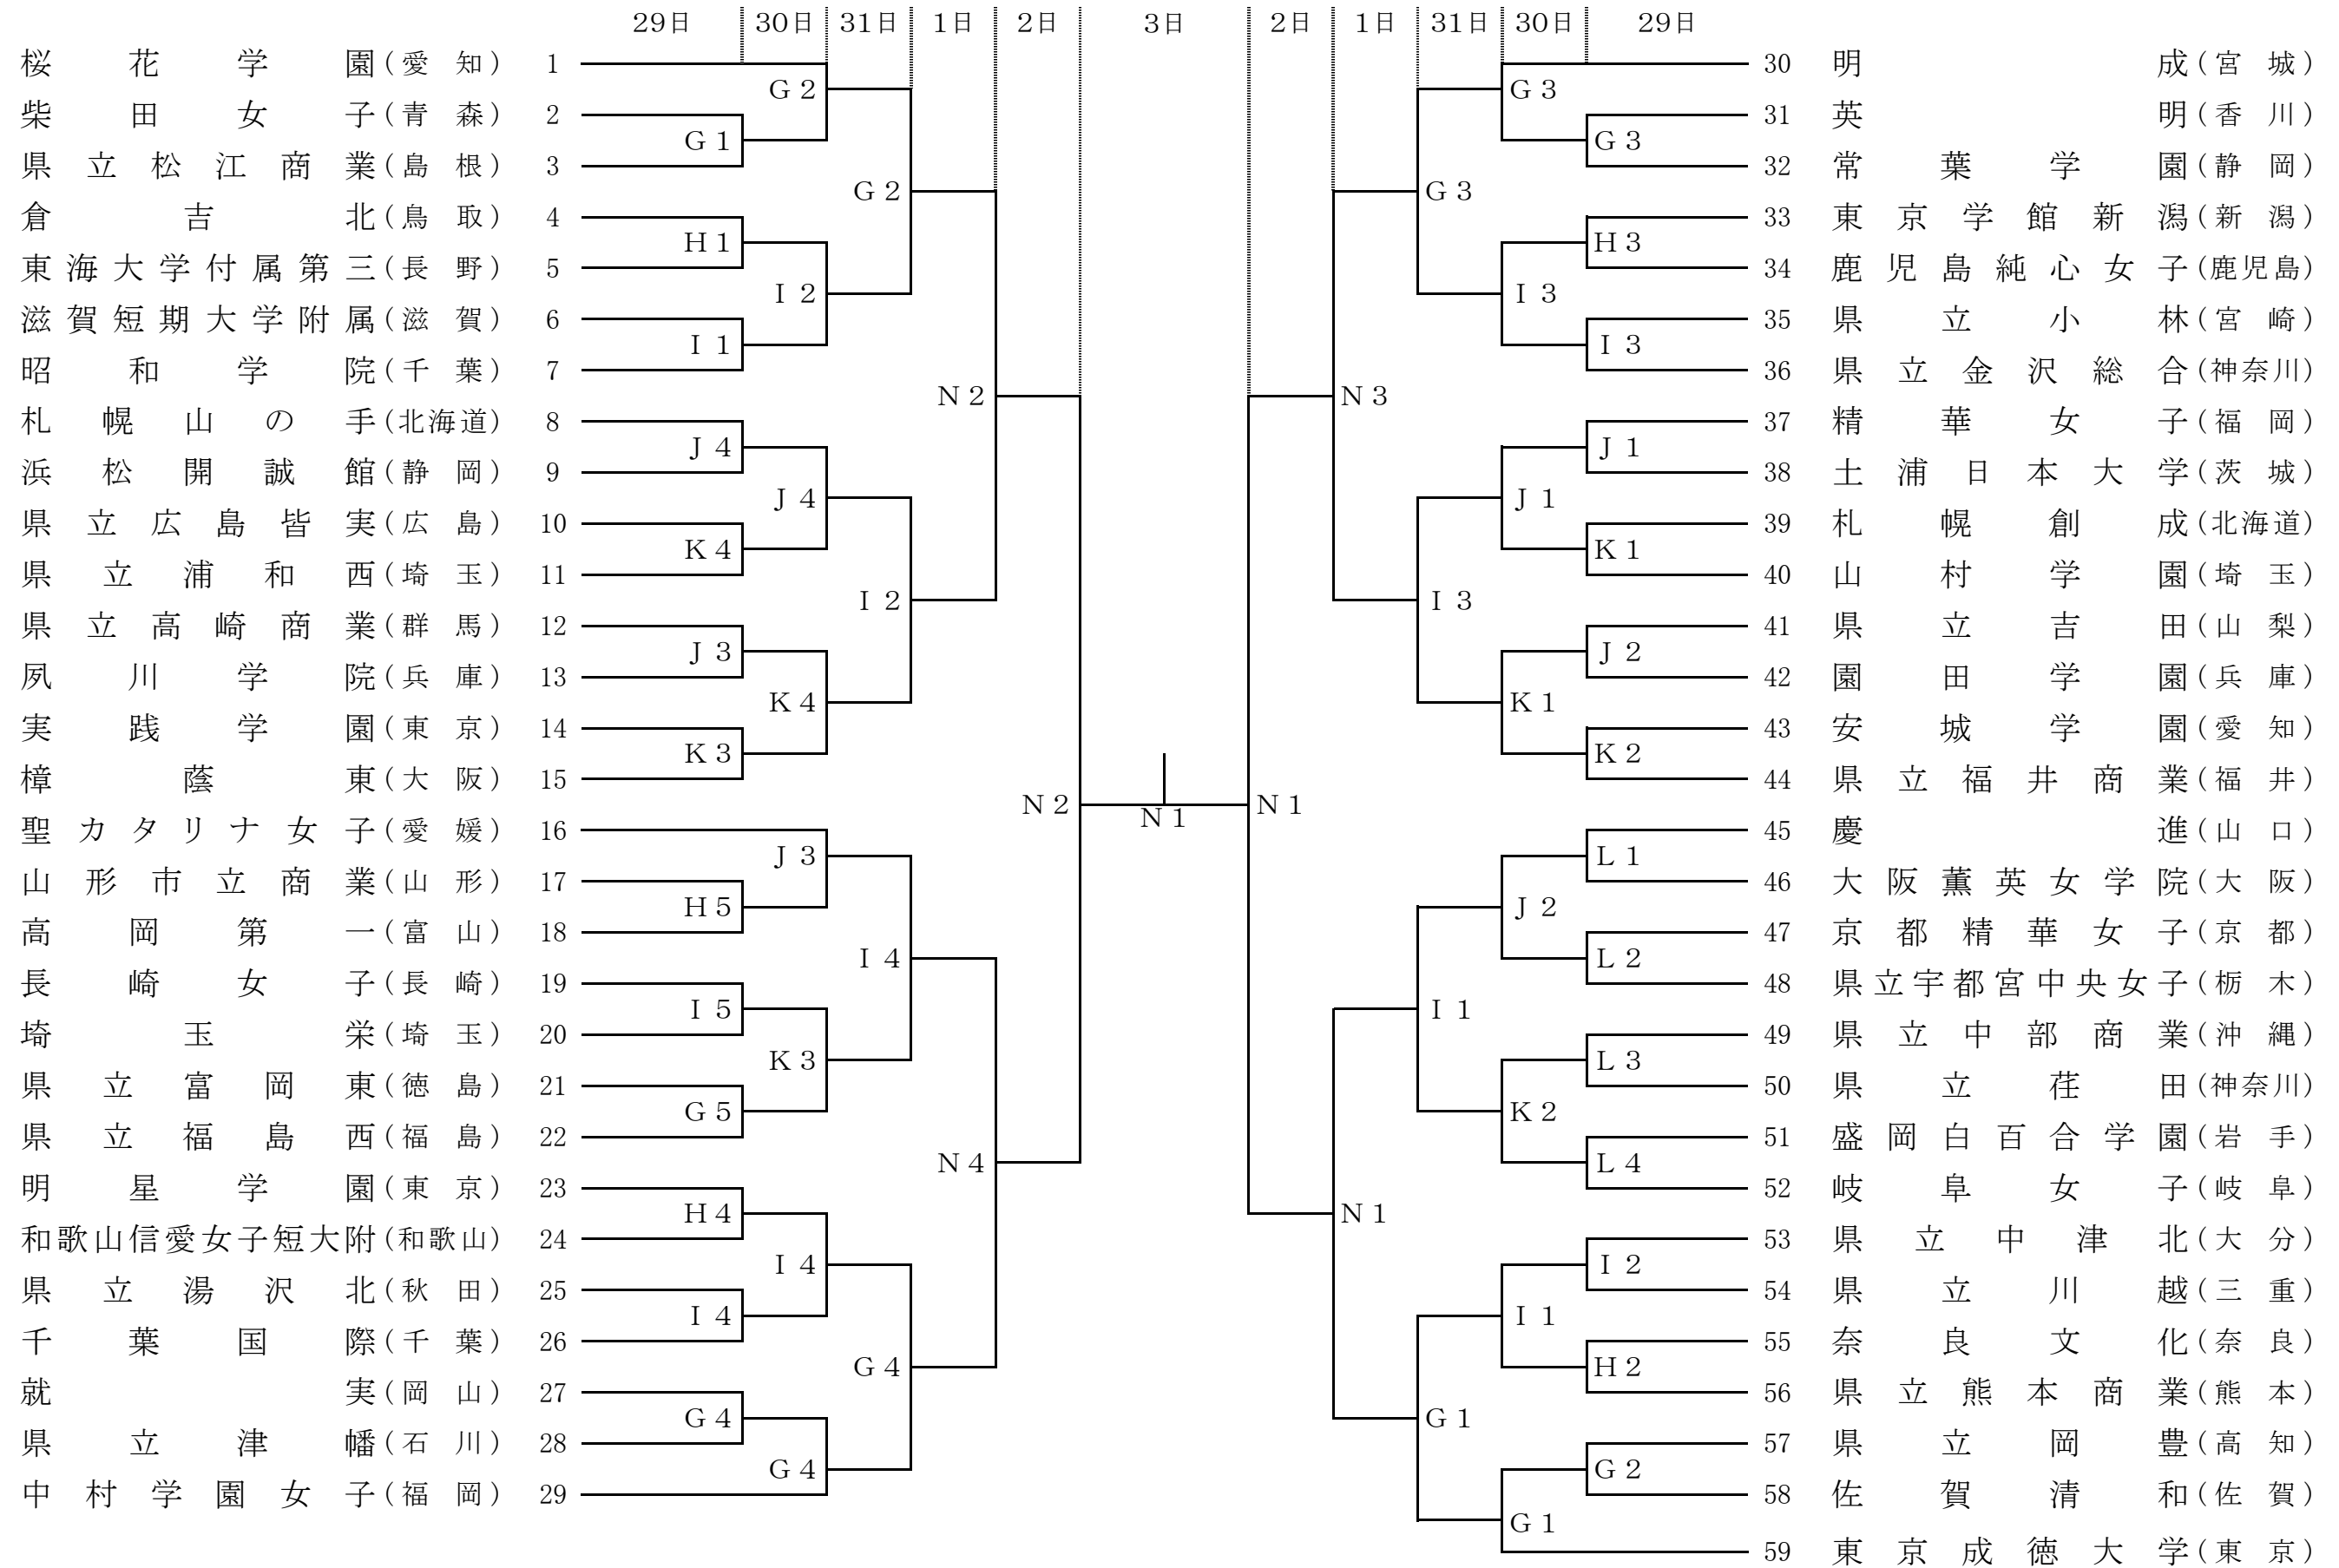 29日 30日 31日 1日 2日 3日 2日 1日 31日 30日 29日
桜花学園(愛知) 1
柴田女子(青森) 2
県立松江商業(島根) 3
倉吉北(鳥取) 4
東海大学付属第三(長野) 5
滋賀短期大学附属(滋賀) 6
昭和学院(千葉) 7
札幌山の手(北海道) 8
浜松開誠館(静岡) 9
県立広島皆実(広島) 10
県立浦和西(埼玉) 11
県立高崎商業(群馬) 12
夙川学院(兵庫) 13
実践学園(東京) 14
樟蔭東(大阪) 15
聖カタリナ女子(愛媛) 16
山形市立商業(山形) 17
高岡第一(富山) 18
長崎女子(長崎) 19
埼玉栄(埼玉) 20
県立富岡東(徳島) 21
県立福島西(福島) 22
明星学園(東京) 23
和歌山信愛女子短大附(和歌山) 24
県立湯沢北(秋田) 25
千葉国際(千葉) 26
就実(岡山) 27
県立津幡(石川) 28
中村学園女子(福岡) 29
G1
H1
I1
J4
K4
J3
K3
H5
I5
G5
H4
I4
G4
G2
I2
J4
K4
J3
K3
I4
G4
G2
I2
I4
G4
N2
N4
N2
N1
N1
N3
N1
G3
I3
I1
G1
G3
I3
J1
K1
J2
K2
I1
G1
G3
H3
I3
J1
K1
J2
K2
L1
L2
L3
L4
I2
H2
G2
30 明成(宮城)
31 英明(香川)
32 常葉学園(静岡)
33 東京学館新潟(新潟)
34 鹿児島純心女子(鹿児島)
35 県立小林(宮崎)
36 県立金沢総合(神奈川)
37 精華女子(福岡)
38 土浦日本大学(茨城)
39 札幌創成(北海道)
40 山村学園(埼玉)
41 県立吉田(山梨)
42 園田学園(兵庫)
43 安城学園(愛知)
44 県立福井商業(福井)
45 慶進(山口)
46 大阪薫英女学院(大阪)
47 京都精華女子(京都)
48 県立宇都宮中央女子(栃木)
49 県立中部商業(沖縄)
50 県立荏田(神奈川)
51 盛岡白百合学園(岩手)
52 岐阜女子(岐阜)
53 県立中津北(大分)
54 県立川越(三重)
55 奈良文化(奈良)
56 県立熊本商業(熊本)
57 県立岡豊(高知)
58 佐賀清和(佐賀)
59 東京成徳大学(東京)